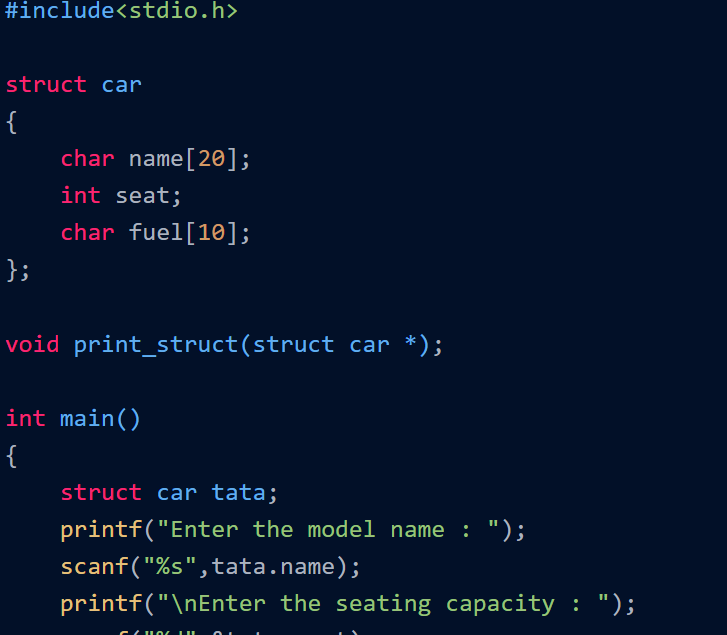 #include<stdio.h>
struct car
{
    char name[20];
    int seat;
    char fuel[10];
};
void print_struct(struct car *);
int main()
{
    struct car tata;
    printf("Enter the model name : ");
    scanf("%s",tata.name);
    printf("\nEnter the seating capacity : ");